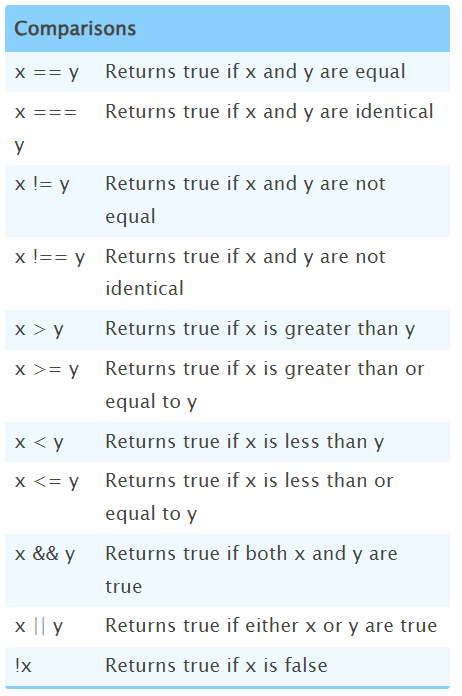 Comparisons
x == y Returns true if x and y are equal
x === Returns true if x and y are identical
y
x != y Returns true if x and y are not
equal
x !== y Returns true if x and y are not
identical
x > y Returns true if x is greater than y
x >= y Returns true if x is greater than or
equal to y
x < y Returns true if x is less than y
x <= y Returns true if x is less than or
equal to y
x && y Returns true if both x and y are
true
x || y Returns true if either x or y are true
!x Returns true if x is false